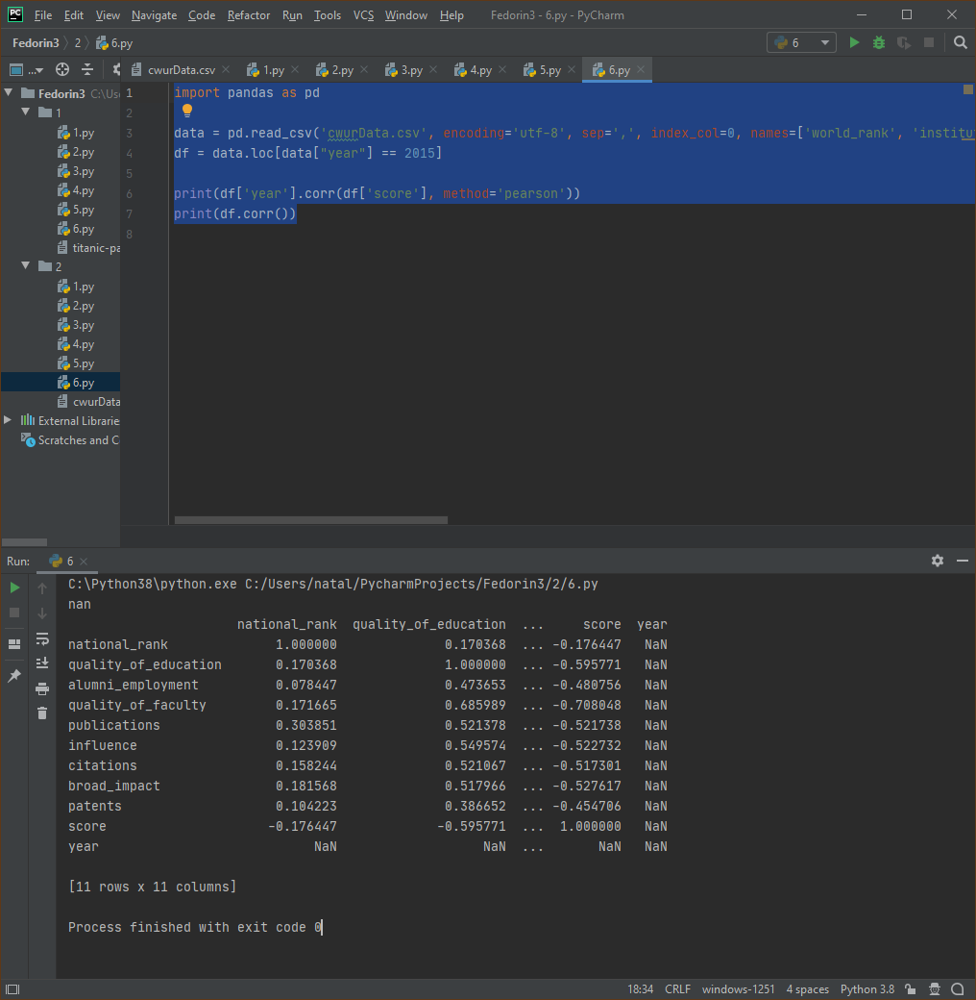 File Edit View Navigate Code Refactor Run Tools VCS Window Help Fedorin3 - 6.py - PyCharm
Fedorin3 2 6.py 6
... cwurData.csv 1.py 2.py 3.py 4.py 5.py 6.py
Fedorin3 C:\Use
1
1.py
2.py
3.py
4.py
5.py
6.py
titanic-pa
2
1.py
2.py
3.py
4.py
5.py
6.py
cwurData
External Librarie
Scratches and C
1 import pandas as pd
2
3 data = pd.read_csv('cwurData.csv', encoding='utf-8', sep=',', index_col=0, names=['world_rank', 'institu
4 df = data.loc[data["year"] == 2015]
5
6 print(df['year'].corr(df['score'], method='pearson'))
7 print(df.corr())
8
Run: 6
C:\Python38\python.exe C:/Users/natal/PycharmProjects/Fedorin3/2/6.py
nan
national_rank quality_of_education ... score year
national_rank 1.000000 0.170368 ... -0.176447 NaN
quality_of_education 0.170368 1.000000 ... -0.595771 NaN
alumni_employment 0.078447 0.473653 ... -0.480756 NaN
quality_of_faculty 0.171665 0.685989 ... -0.708048 NaN
publications 0.303851 0.521378 ... -0.521738 NaN
influence 0.123909 0.549574 ... -0.522732 NaN
citations 0.158244 0.521067 ... -0.517301 NaN
broad_impact 0.181568 0.517966 ... -0.527617 NaN
patents 0.104223 0.386652 ... -0.454706 NaN
score -0.176447 -0.595771 ... 1.000000 NaN
year NaN NaN ... NaN NaN
[11 rows x 11 columns]
Process finished with exit code 0
18:34 CRLF windows-1251 4 spaces Python 3.8